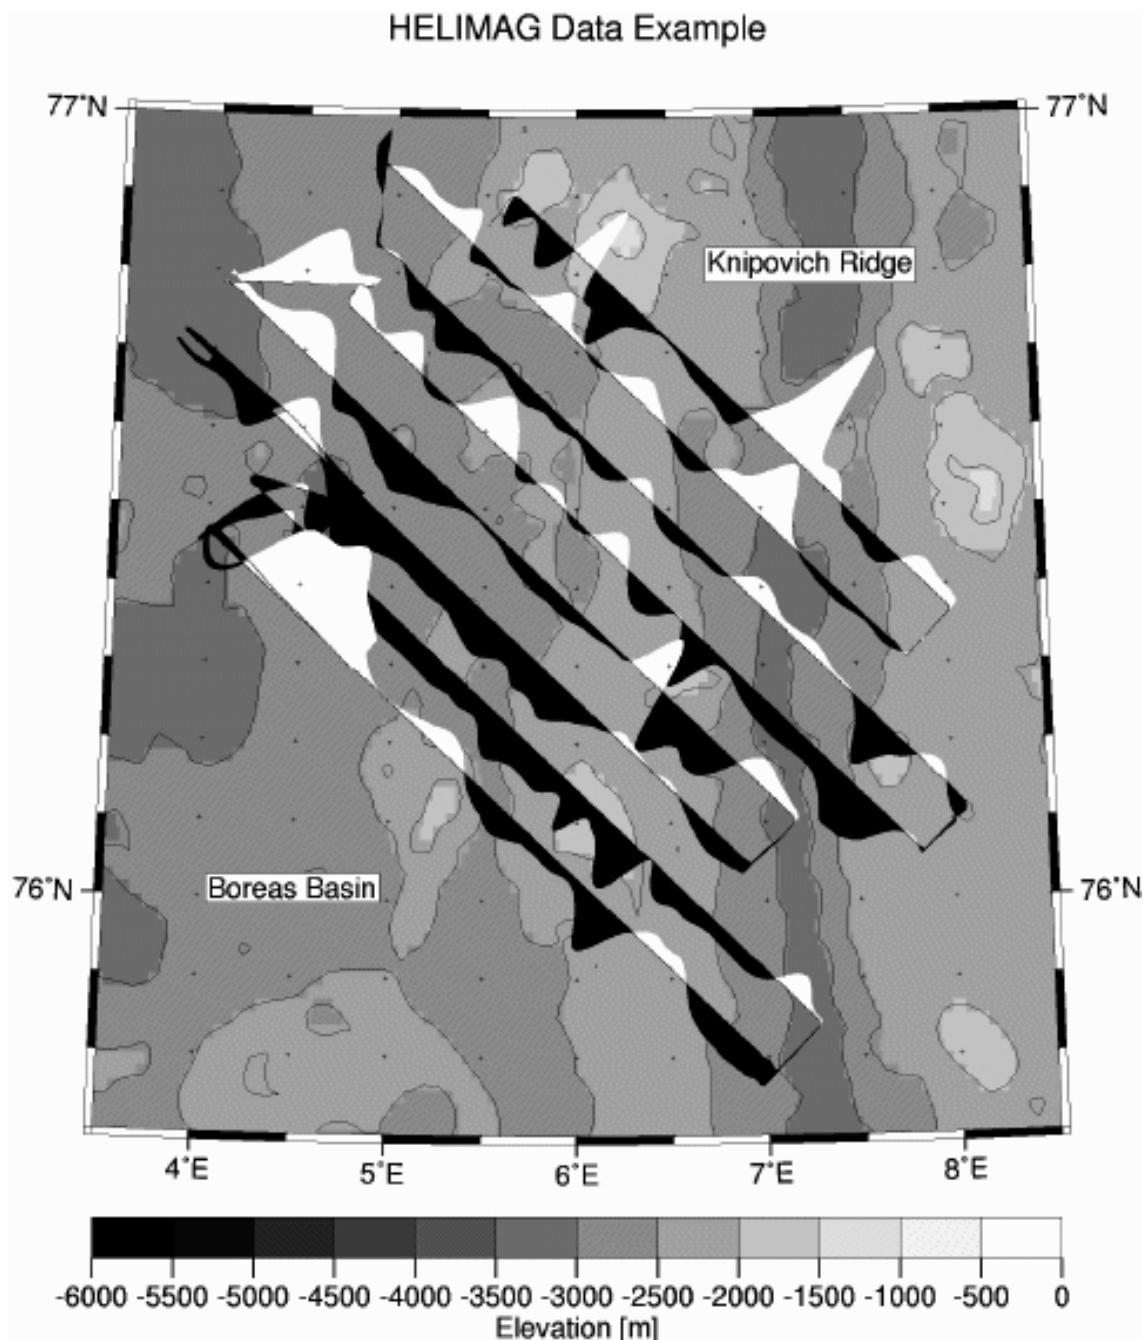 HELIMAG Data Example
77°N 77°N
Knipovich Ridge
76°N 76°N
Boreas Basin
4°E 5°E 6°E 7°E 8°E
-6000 -5500 -5000 -4500 -4000 -3500 -3000 -2500 -2000 -1500 -1000 -500 0
Elevation [m]